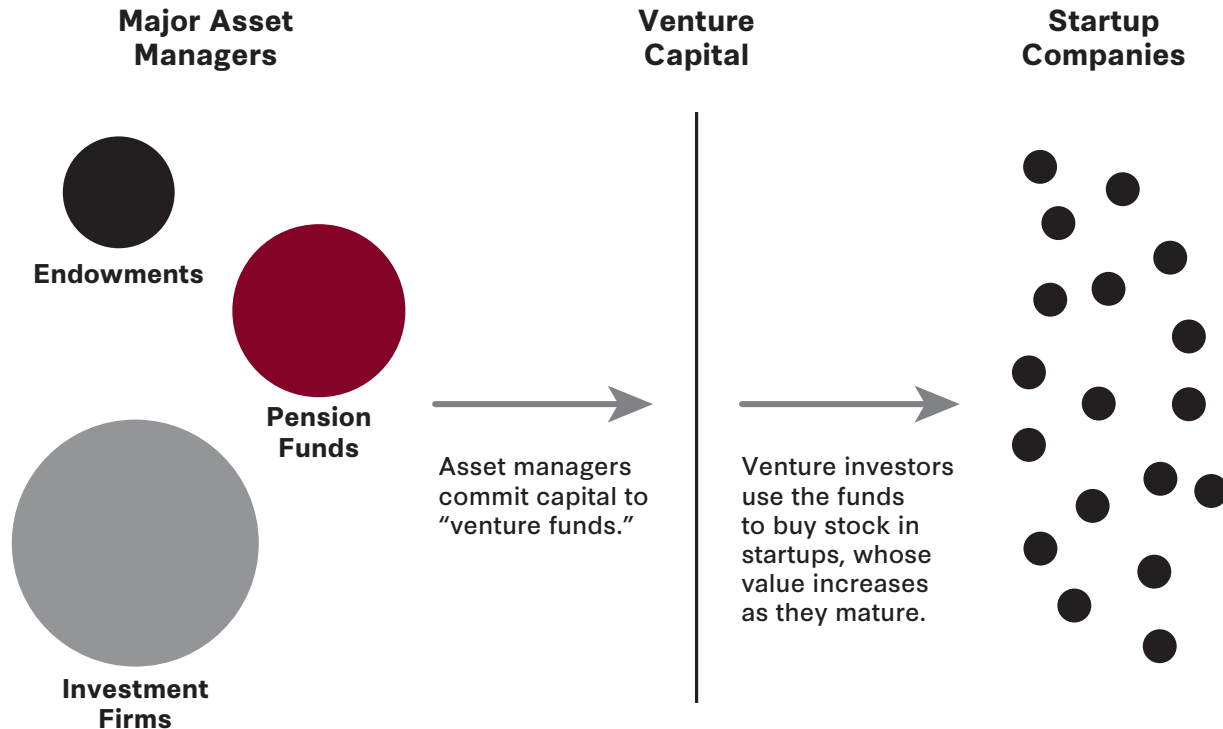 Major Asset
Managers
Venture
Capital
Startup
Companies
Endowments
Pension
Funds
Investment
Firms
Asset managers
commit capital to
“venture funds.”
Venture investors
use the funds
to buy stock in
startups, whose
value increases
as they mature.